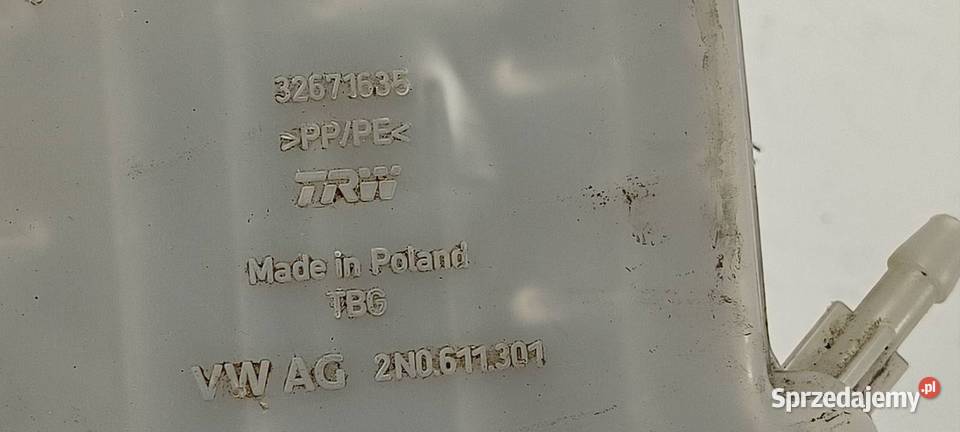 32671635
>PP/PE<
TRW
Made in Poland
TBG
VW AG 2N0.611.301
Sprzedajemy.pl